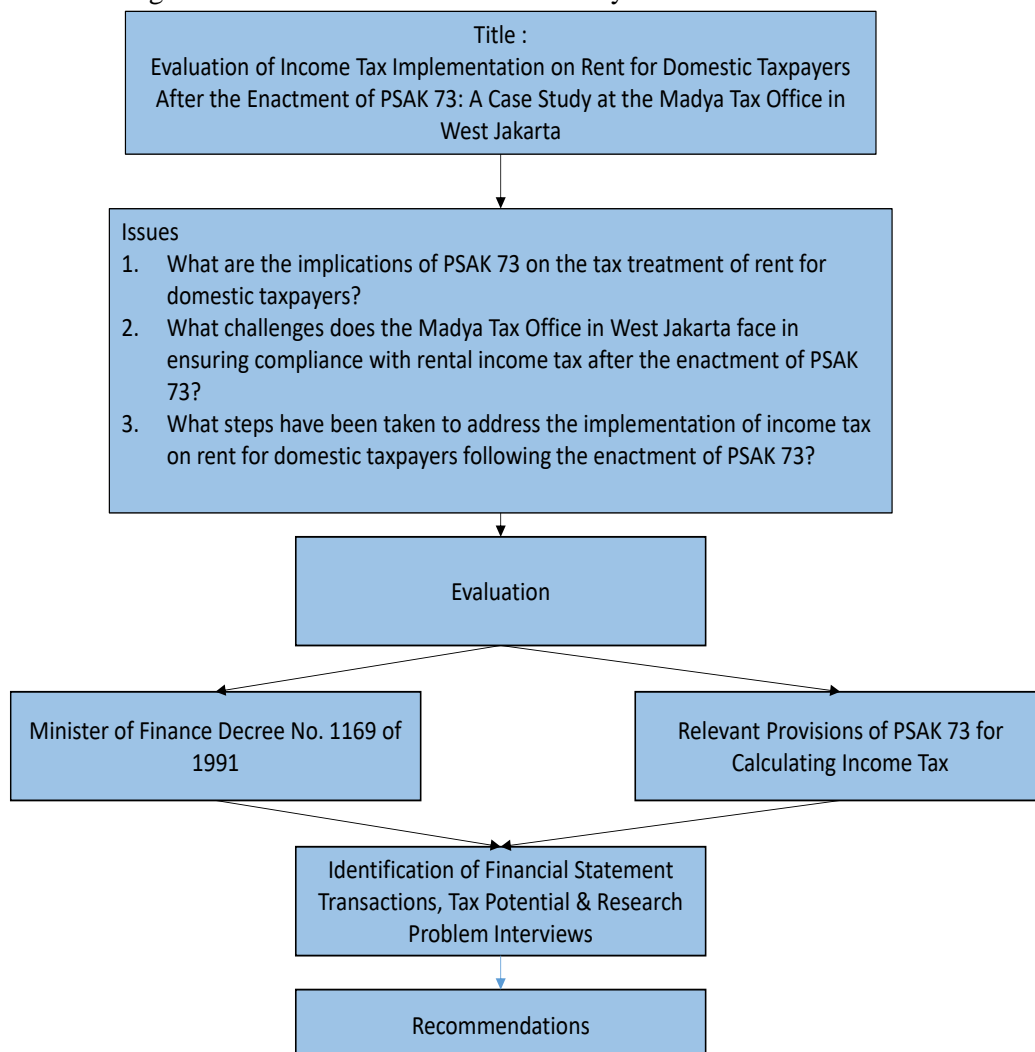 Title :
Evaluation of Income Tax Implementation on Rent for Domestic Taxpayers
After the Enactment of PSAK 73: A Case Study at the Madya Tax Office in
West Jakarta
Issues
1. What are the implications of PSAK 73 on the tax treatment of rent for
domestic taxpayers?
2. What challenges does the Madya Tax Office in West Jakarta face in
ensuring compliance with rental income tax after the enactment of PSAK
73?
3. What steps have been taken to address the implementation of income tax
on rent for domestic taxpayers following the enactment of PSAK 73?
Evaluation
Minister of Finance Decree No. 1169 of
1991
Relevant Provisions of PSAK 73 for
Calculating Income Tax
Identification of Financial Statement
Transactions, Tax Potential & Research
Problem Interviews
Recommendations